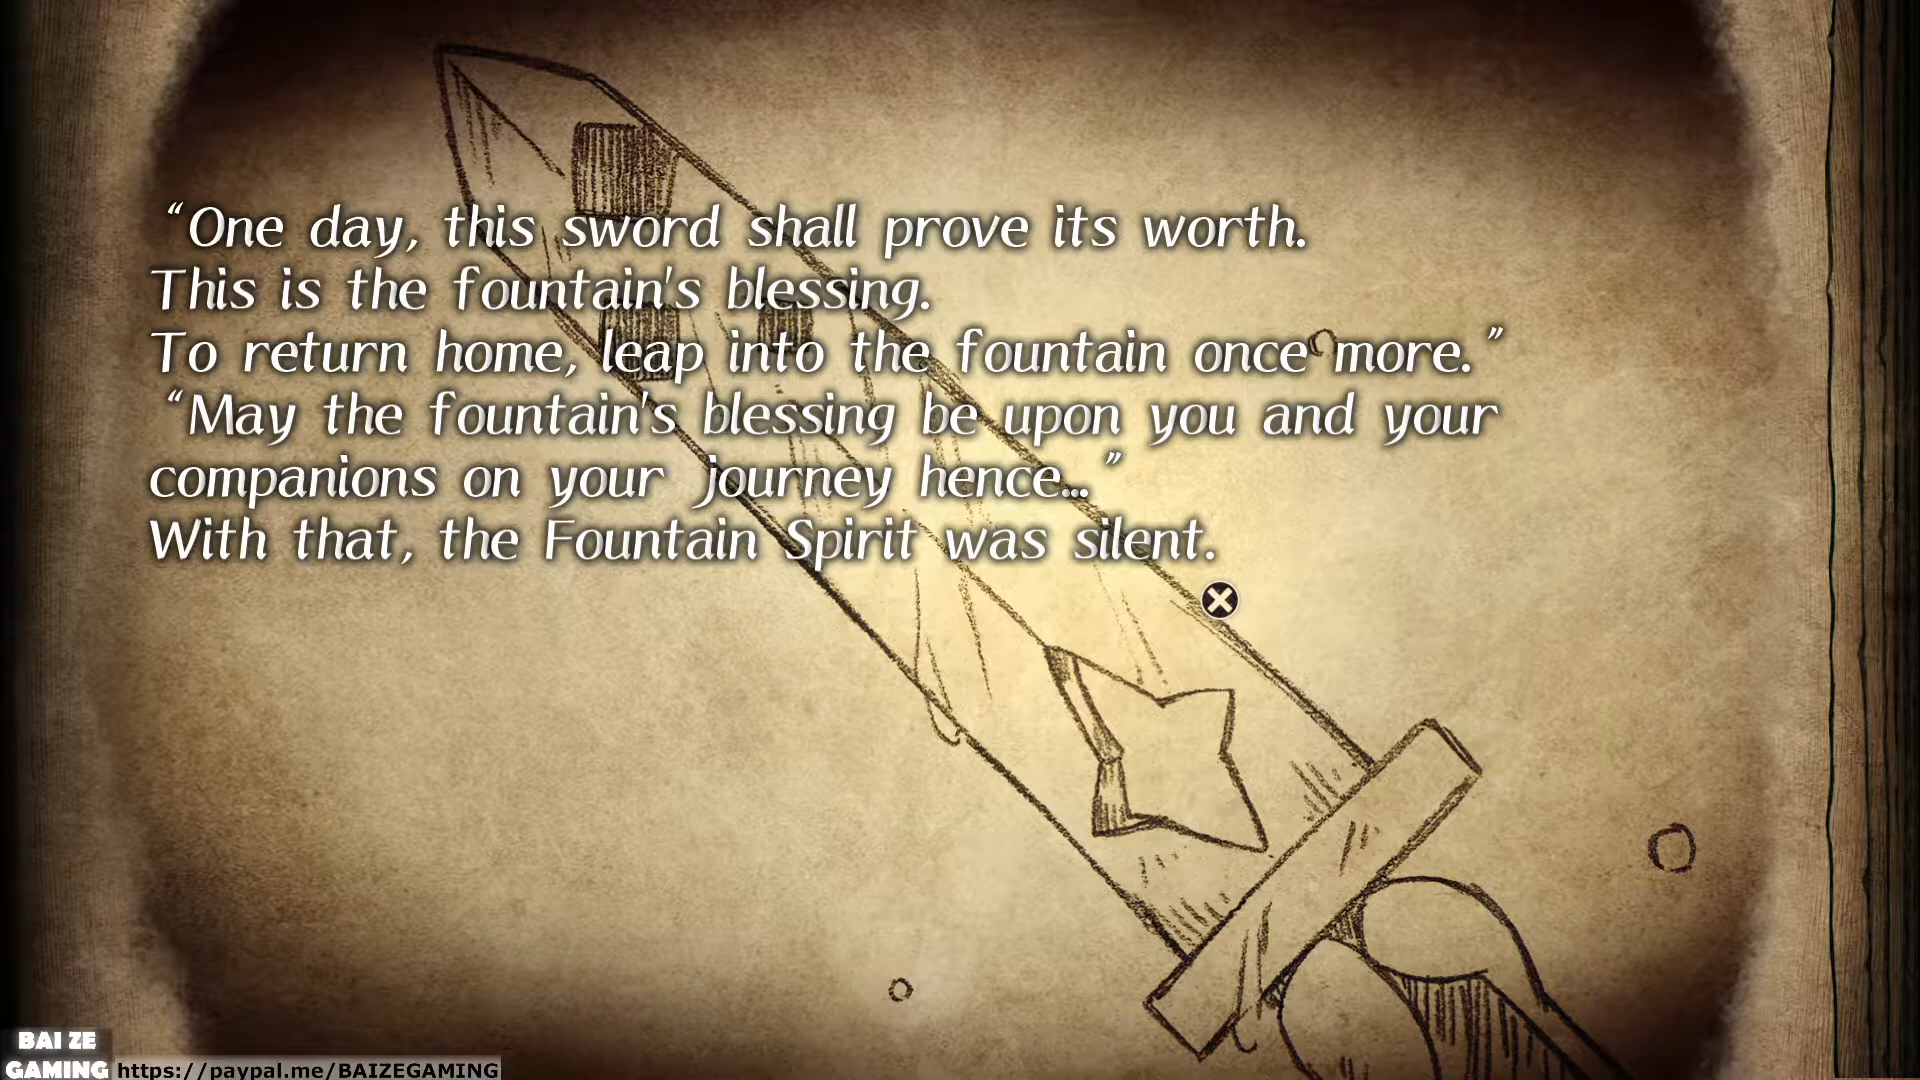 “One day, this sword shall prove its worth.
This is the fountain's blessing.
To return home, leap into the fountain once more.”
“May the fountain's blessing be upon you and your
companions on your journey hence...”
With that, the Fountain Spirit was silent.
BAI ZE
GAMING https://paypal.me/BAIZEGAMING